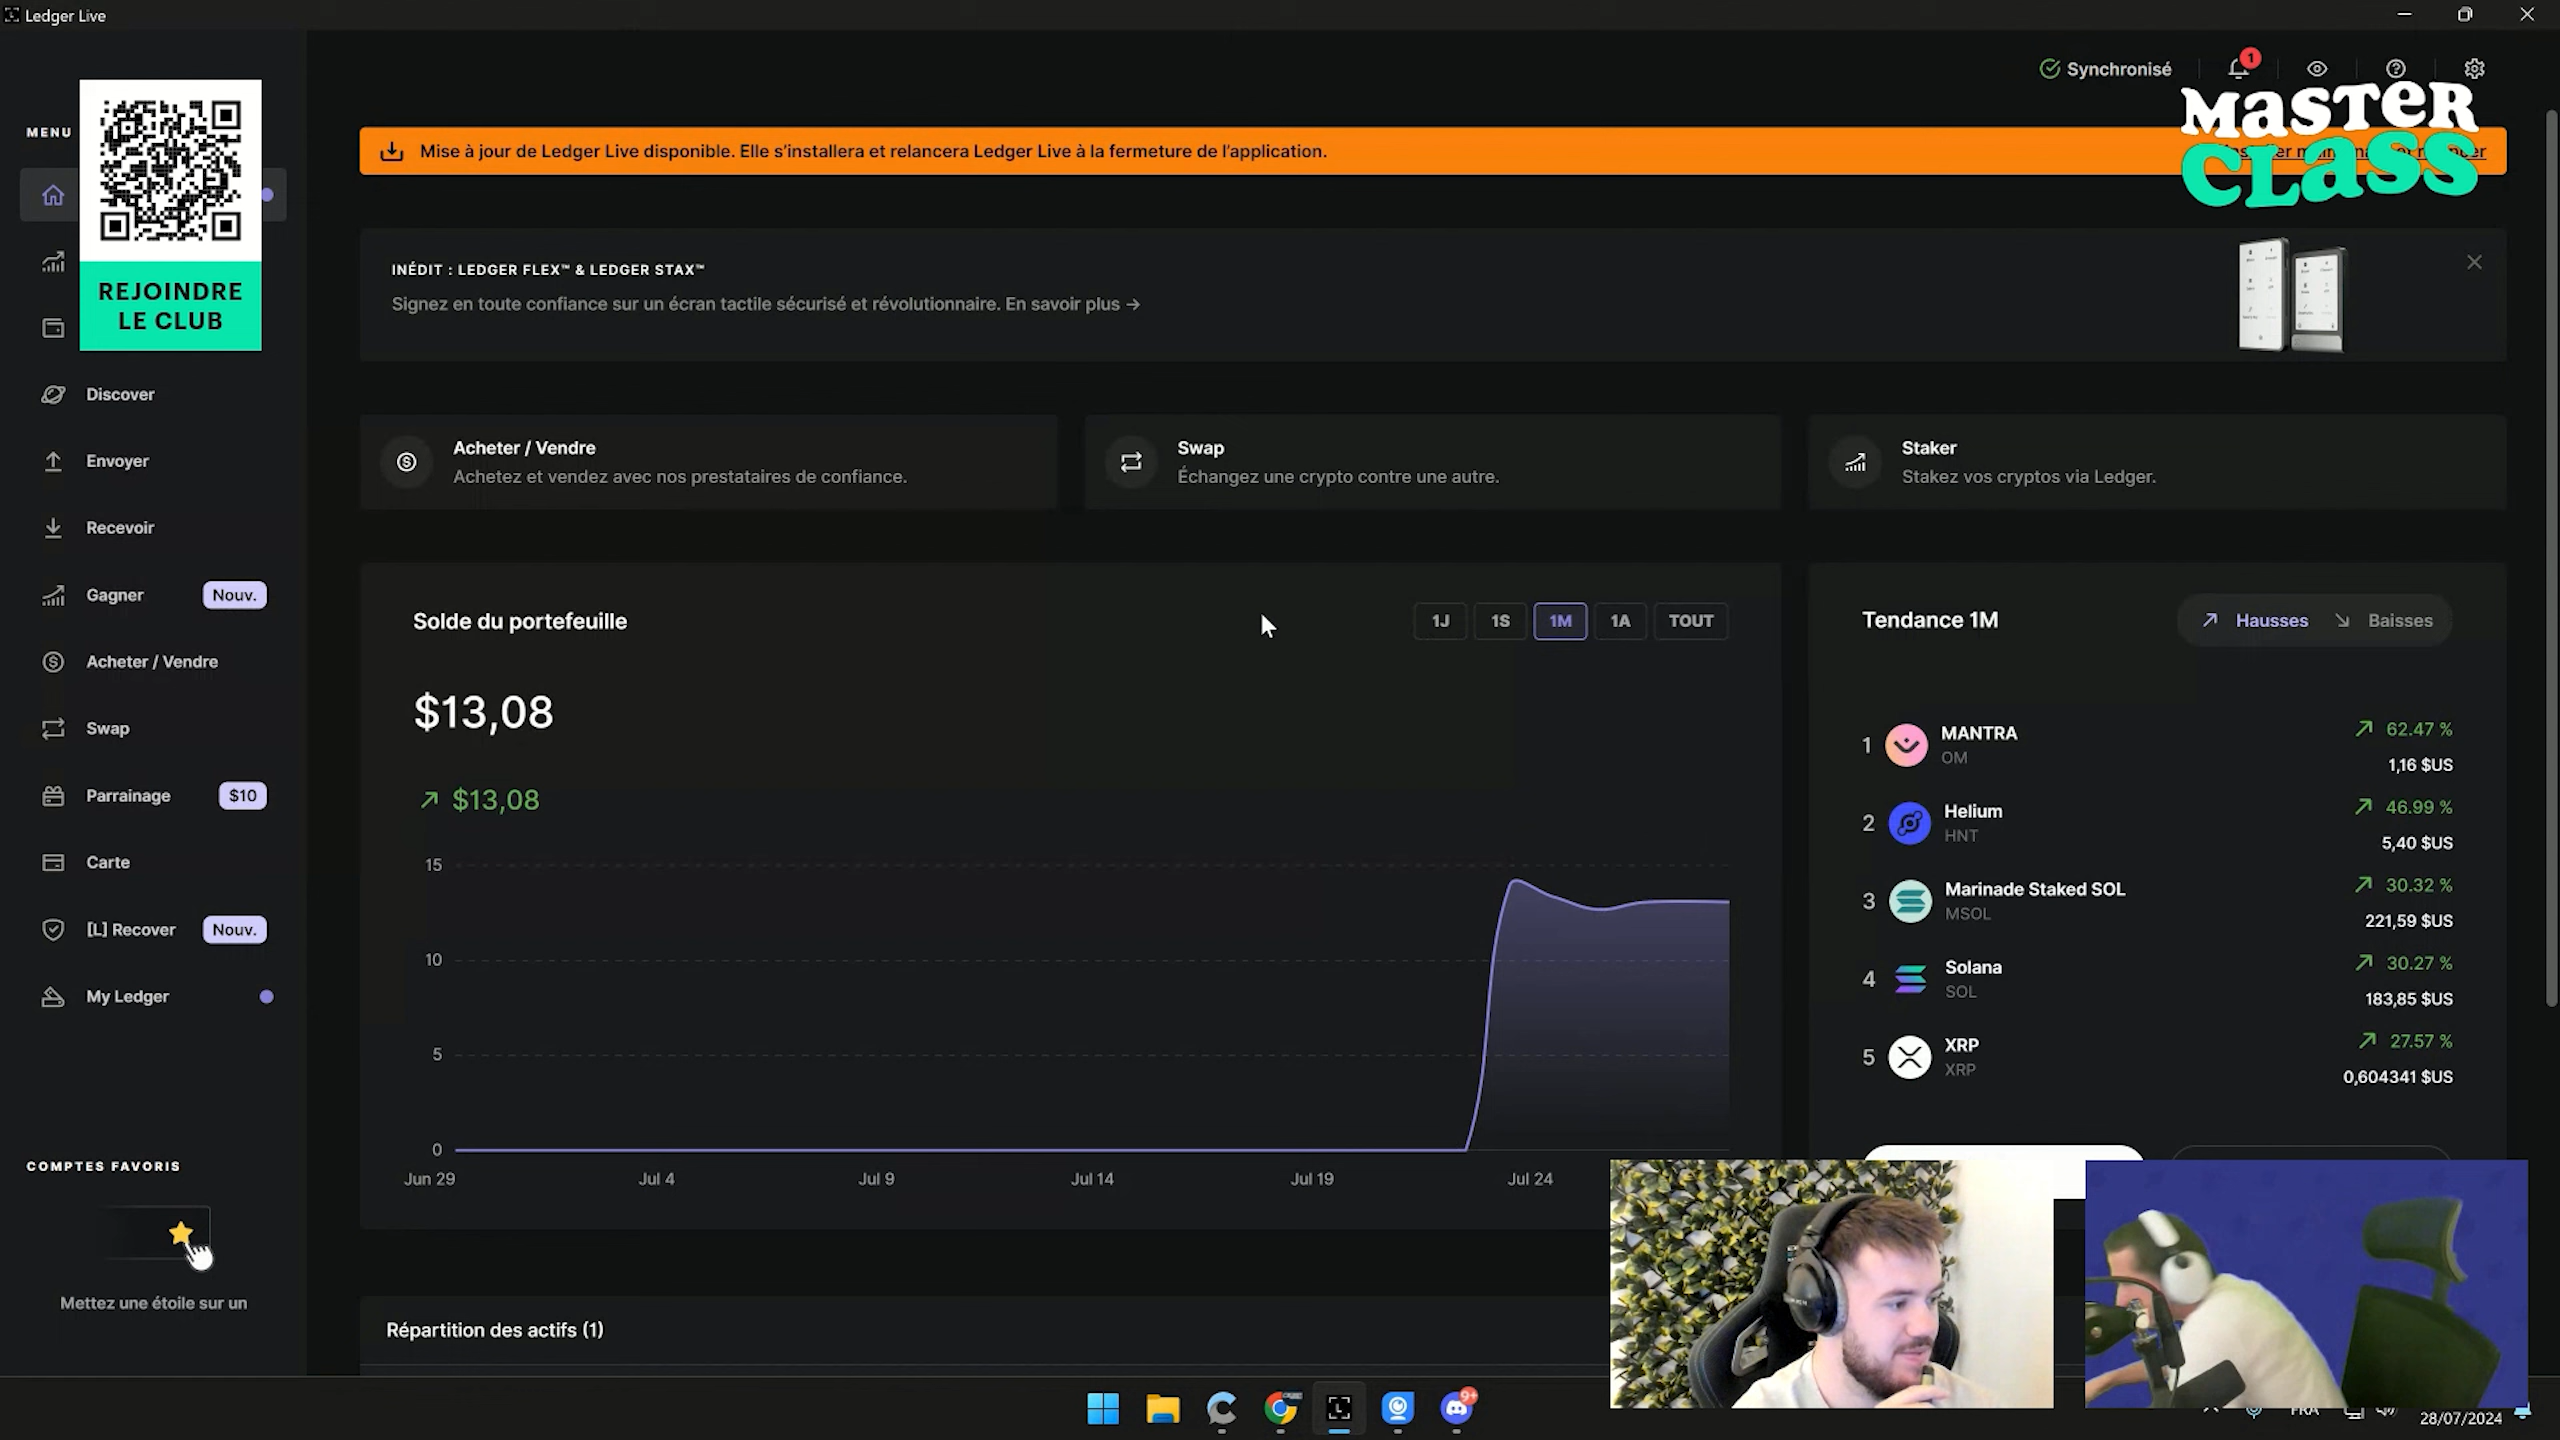 Ledger Live
Synchronisé
1
MASTER
CLASS
MENU
REJOINDRE
LE CLUB
Discover
Envoyer
Recevoir
Gagner
Nouv.
Acheter / Vendre
Swap
Parrainage
$10
Carte
[L] Recover
Nouv.
My Ledger
COMPTES FAVORIS
Mettez une étoile sur un
Mise à jour de Ledger Live disponible. Elle s'installera et relancera Ledger Live à la fermeture de l'application.
INÉDIT : LEDGER FLEX™ & LEDGER STAX™
Signez en toute confiance sur un écran tactile sécurisé et révolutionnaire. En savoir plus →
Acheter / Vendre
Achetez et vendez avec nos prestataires de confiance.
Swap
Échangez une crypto contre une autre.
Staker
Stakez vos cryptos via Ledger.
Solde du portefeuille
1J
1S
1M
1A
TOUT
$13,08
$13,08
15
10
5
0
Jun 29
Jul 4
Jul 9
Jul 14
Jul 19
Jul 24
Répartition des actifs (1)
Tendance 1M
Hausses
Baisses
1
MANTRA
OM
62.47 %
1,16 $US
2
Helium
HNT
46.99 %
5,40 $US
3
Marinade Staked SOL
MSOL
30.32 %
221,59 $US
4
Solana
SOL
30.27 %
183,85 $US
5
XRP
XRP
27.57 %
0,604341 $US
9+
FRA
28/07/2024